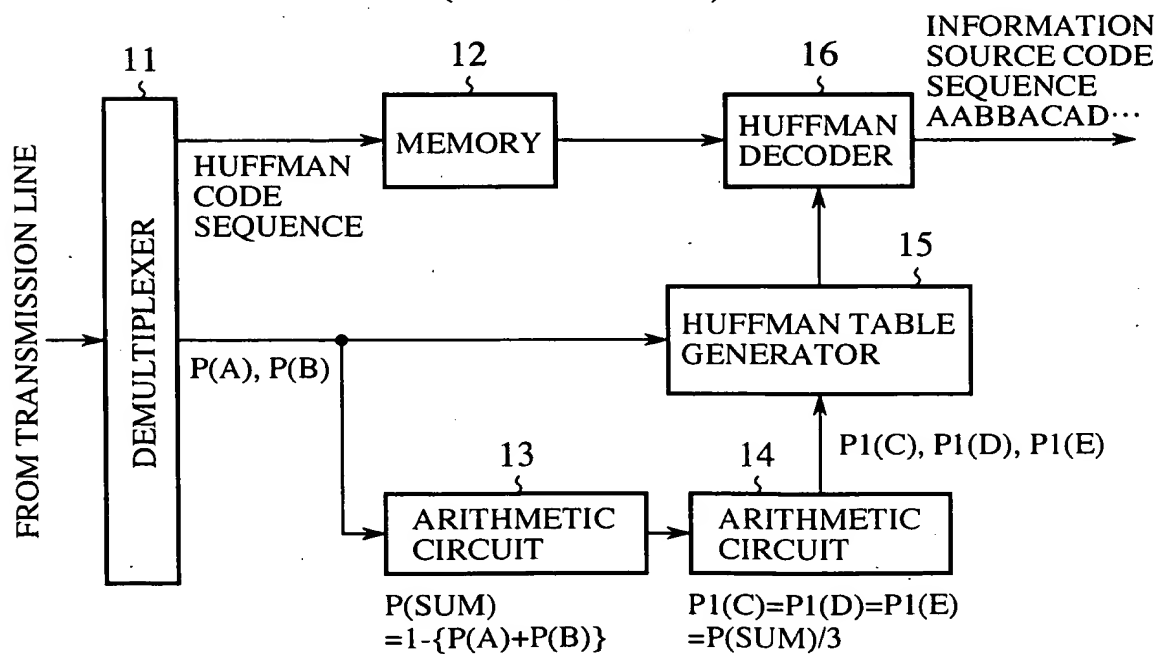 INFORMATION
SOURCE CODE
SEQUENCE
AABBACAD···
11
12
16
MEMORY
HUFFMAN
DECODER
HUFFMAN
CODE
SEQUENCE
FROM TRANSMISSION LINE
DEMULTIPLEXER
15
HUFFMAN TABLE
GENERATOR
P(A), P(B)
P1(C), P1(D), P1(E)
13
14
ARITHMETIC
CIRCUIT
ARITHMETIC
CIRCUIT
P(SUM)
=1-{P(A)+P(B)}
P1(C)=P1(D)=P1(E)
=P(SUM)/3